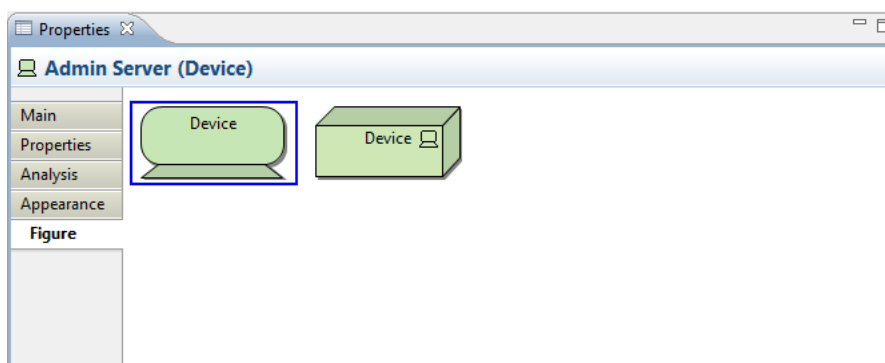 Properties
Admin Server (Device)
Main
Properties
Analysis
Appearance
Figure
Device
Device